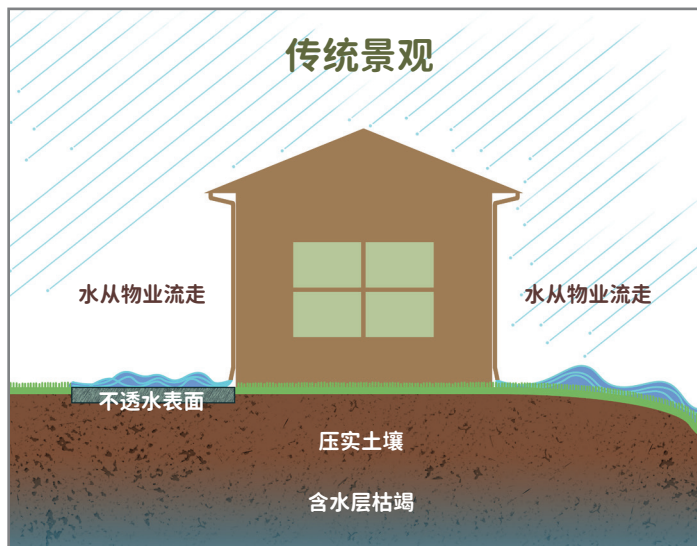 传统景观
水从物业流走
水从物业流走
不透水表面
压实土壤
含水层枯竭